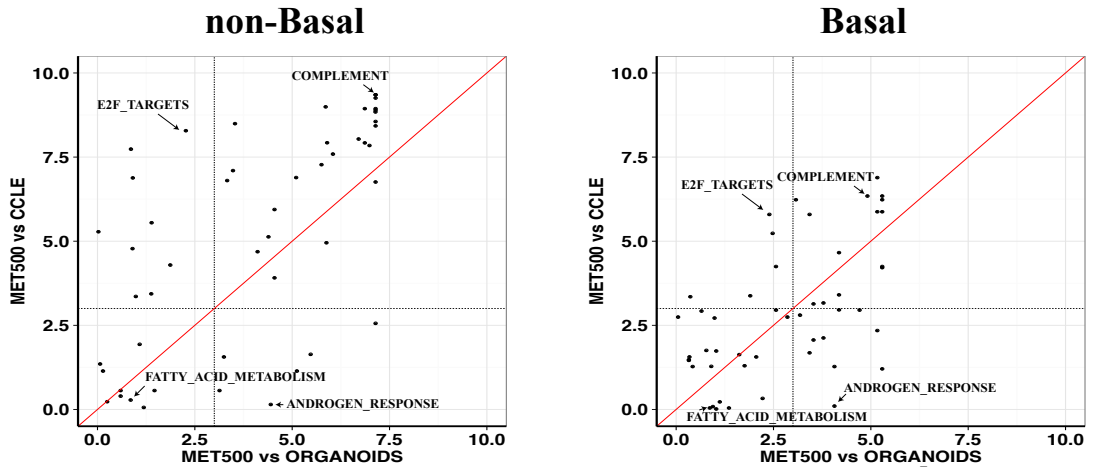 non-Basal
Basal
10.0
7.5
5.0
2.5
0.0
MET500 vs CCLE
COMPLEMENT
E2F_TARGETS
FATTY_ACID_METABOLISM
ANDROGEN_RESPONSE
0.0 2.5 5.0 7.5 10.0
MET500 vs ORGANOIDS
10.0
7.5
5.0
2.5
0.0
MET500 vs CCLE
COMPLEMENT
E2F_TARGETS
ANDROGEN_RESPONSE
FATTY_ACID_METABOLISM
0.0 2.5 5.0 7.5 10.0
MET500 vs ORGANOIDS